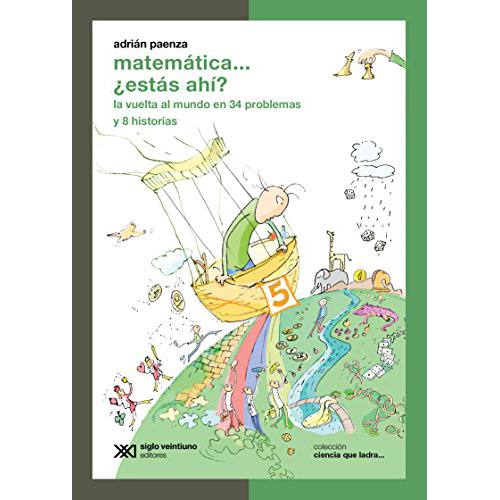 adrián paenza
matemática...
¿estás ahí?
la vuelta al mundo en 34 problemas
y 8 historias
5
siglo veintiuno
editores
colección
ciencia que ladra...